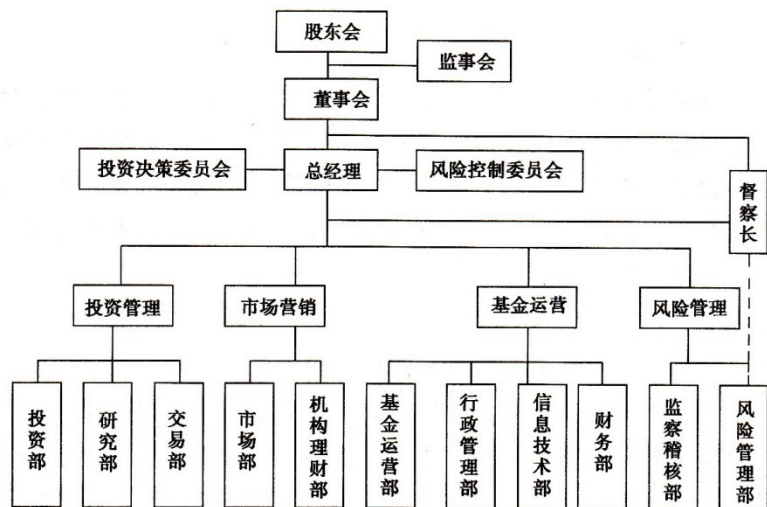 股东会
监事会
董事会
投资决策委员会
总经理
风险控制委员会
督察长
投资管理
市场营销
基金运营
风险管理
投资部
研究部
交易部
市场部
机构理财部
基金运营部
行政管理部
信息技术部
财务部
监察稽核部
风险管理部